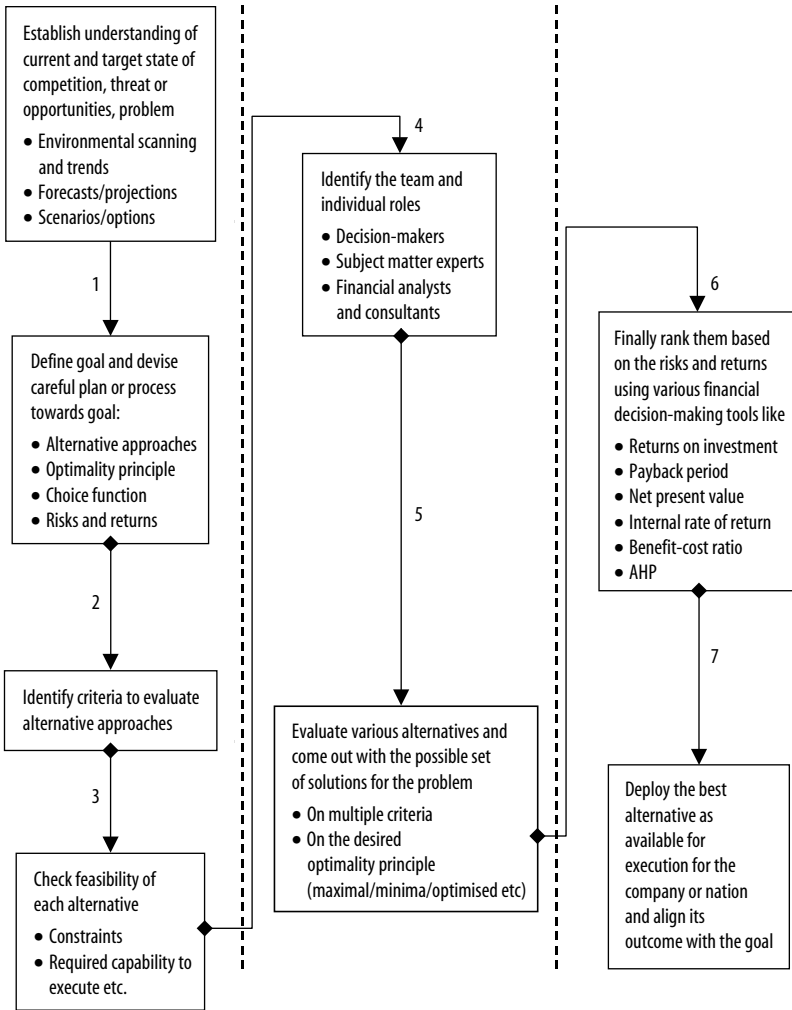 Establish understanding of
current and target state of
competition, threat or
opportunities, problem
• Environmental scanning
and trends
• Forecasts/projections
• Scenarios/options
1
Define goal and devise
careful plan or process
towards goal:
• Alternative approaches
• Optimality principle
• Choice function
• Risks and returns
2
Identify criteria to evaluate
alternative approaches
3
Check feasibility of
each alternative
• Constraints
• Required capability to
execute etc.
4
Identify the team and
individual roles
• Decision-makers
• Subject matter experts
• Financial analysts
and consultants
5
Evaluate various alternatives and
come out with the possible set
of solutions for the problem
• On multiple criteria
• On the desired
optimality principle
(maximal/minima/optimised etc)
6
Finally rank them based
on the risks and returns
using various financial
decision-making tools like
• Returns on investment
• Payback period
• Net present value
• Internal rate of return
• Benefit-cost ratio
• AHP
7
Deploy the best
alternative as
available for
execution for the
company or nation
and align its
outcome with the goal